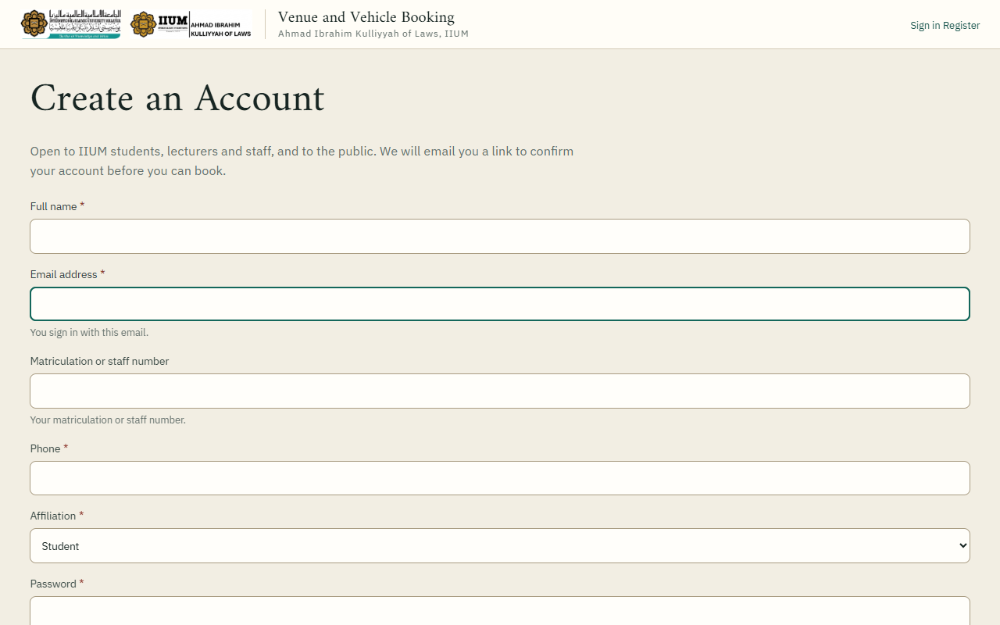 IIUM
AHMAD IBRAHIM
KULLIYYAH OF LAWS
Venue and Vehicle Booking
Ahmad Ibrahim Kulliyyah of Laws, IIUM
Sign in Register
Create an Account
Open to IIUM students, lecturers and staff, and to the public. We will email you a link to confirm
your account before you can book.
Full name *
Email address *
You sign in with this email.
Matriculation or staff number
Your matriculation or staff number.
Phone *
Affiliation *
Student
Password *